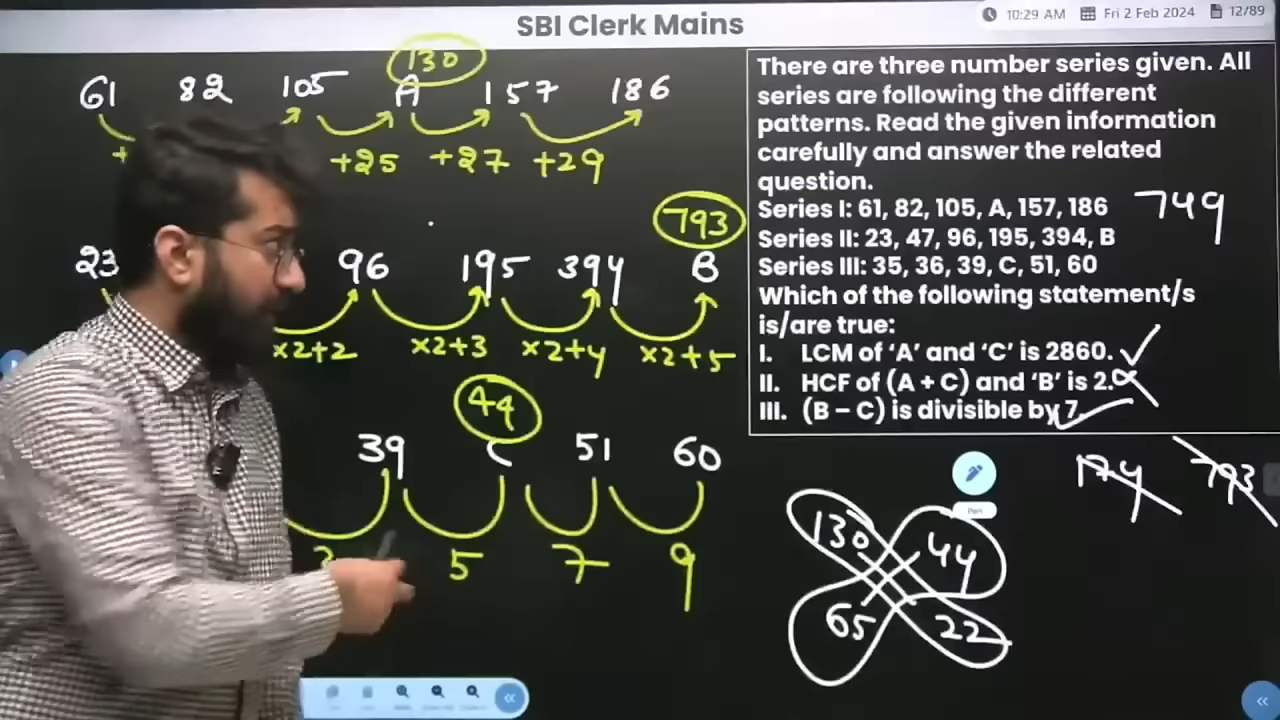 SBI Clerk Mains
10:29 AM Fri 2 Feb 2024 12/89
130
61 82 105 A 157 186
+ +25 +27 +29
793
23 96 195 394 B
x2+2 x2+3 x2+4 x2+5
44
39 C 51 60
3 5 7 9
There are three number series given. All
series are following the different
patterns. Read the given information
carefully and answer the related
question.
Series I: 61, 82, 105, A, 157, 186 749
Series II: 23, 47, 96, 195, 394, B
Series III: 35, 36, 39, C, 51, 60
Which of the following statement/s
is/are true:
I. LCM of ‘A’ and ‘C’ is 2860.
II. HCF of (A + C) and ‘B’ is 2.
III. (B – C) is divisible by 7.
174 793
130 44
65 22